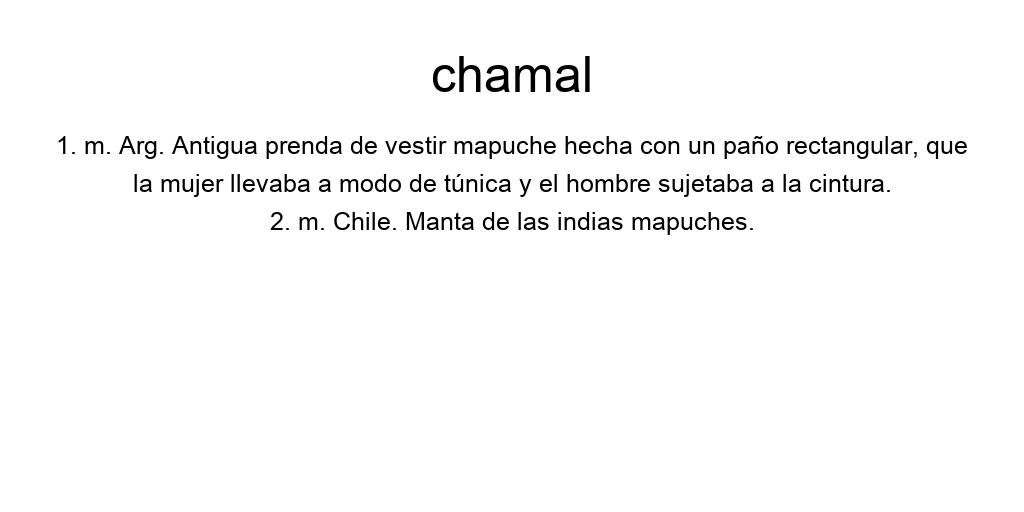 chamal
1. m. Arg. Antigua prenda de vestir mapuche hecha con un paño rectangular, que
la mujer llevaba a modo de túnica y el hombre sujetaba a la cintura.
2. m. Chile. Manta de las indias mapuches.